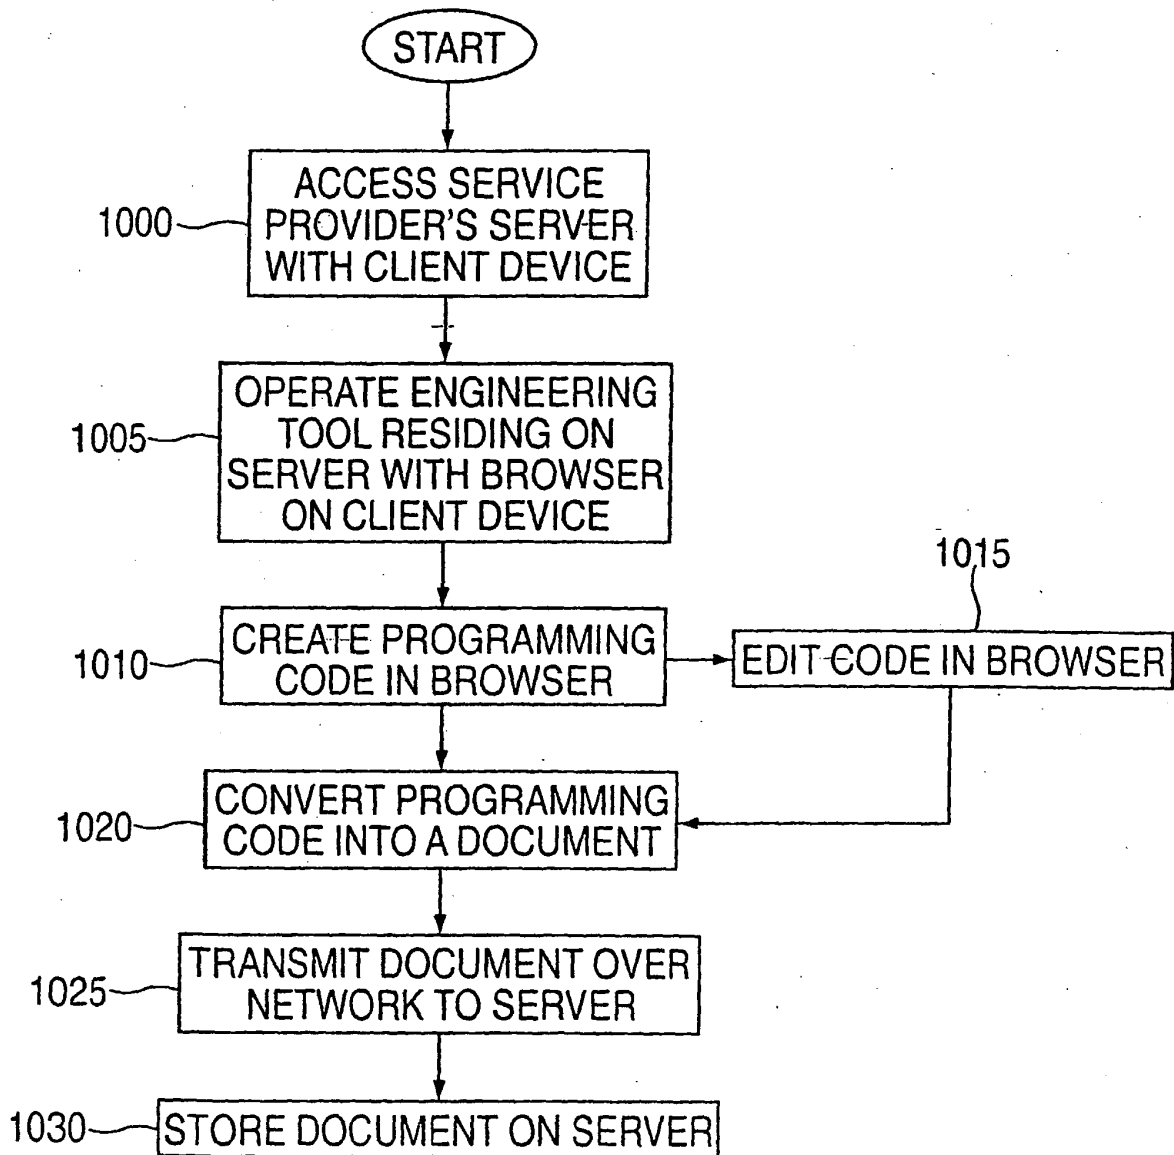 START
ACCESS SERVICE
PROVIDER'S SERVER
WITH CLIENT DEVICE
1000
OPERATE ENGINEERING
TOOL RESIDING ON
SERVER WITH BROWSER
ON CLIENT DEVICE
1005
CREATE PROGRAMMING
CODE IN BROWSER
1010
1015
EDIT CODE IN BROWSER
CONVERT PROGRAMMING
CODE INTO A DOCUMENT
1020
TRANSMIT DOCUMENT OVER
NETWORK TO SERVER
1025
STORE DOCUMENT ON SERVER
1030